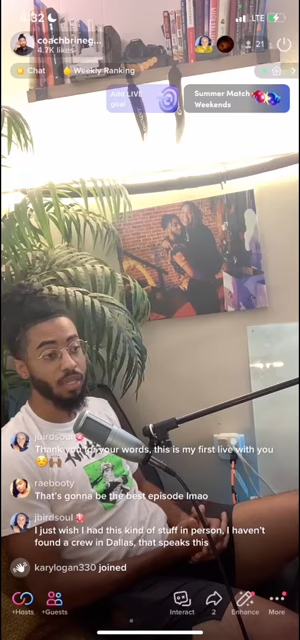 4:32
LTE
coachbrineg...
4.7K likes
21
Chat
Weekly Ranking
Add LIVE
goal
Summer Match
Weekends
jbirdsoul
Thank you for your words, this is my first live with you
raebooty
That's gonna be the best episode lmao
jbirdsoul
I just wish I had this kind of stuff in person, I haven't
found a crew in Dallas, that speaks this
karylogan330 joined
+Hosts
+Guests
Interact
2
Enhance
More